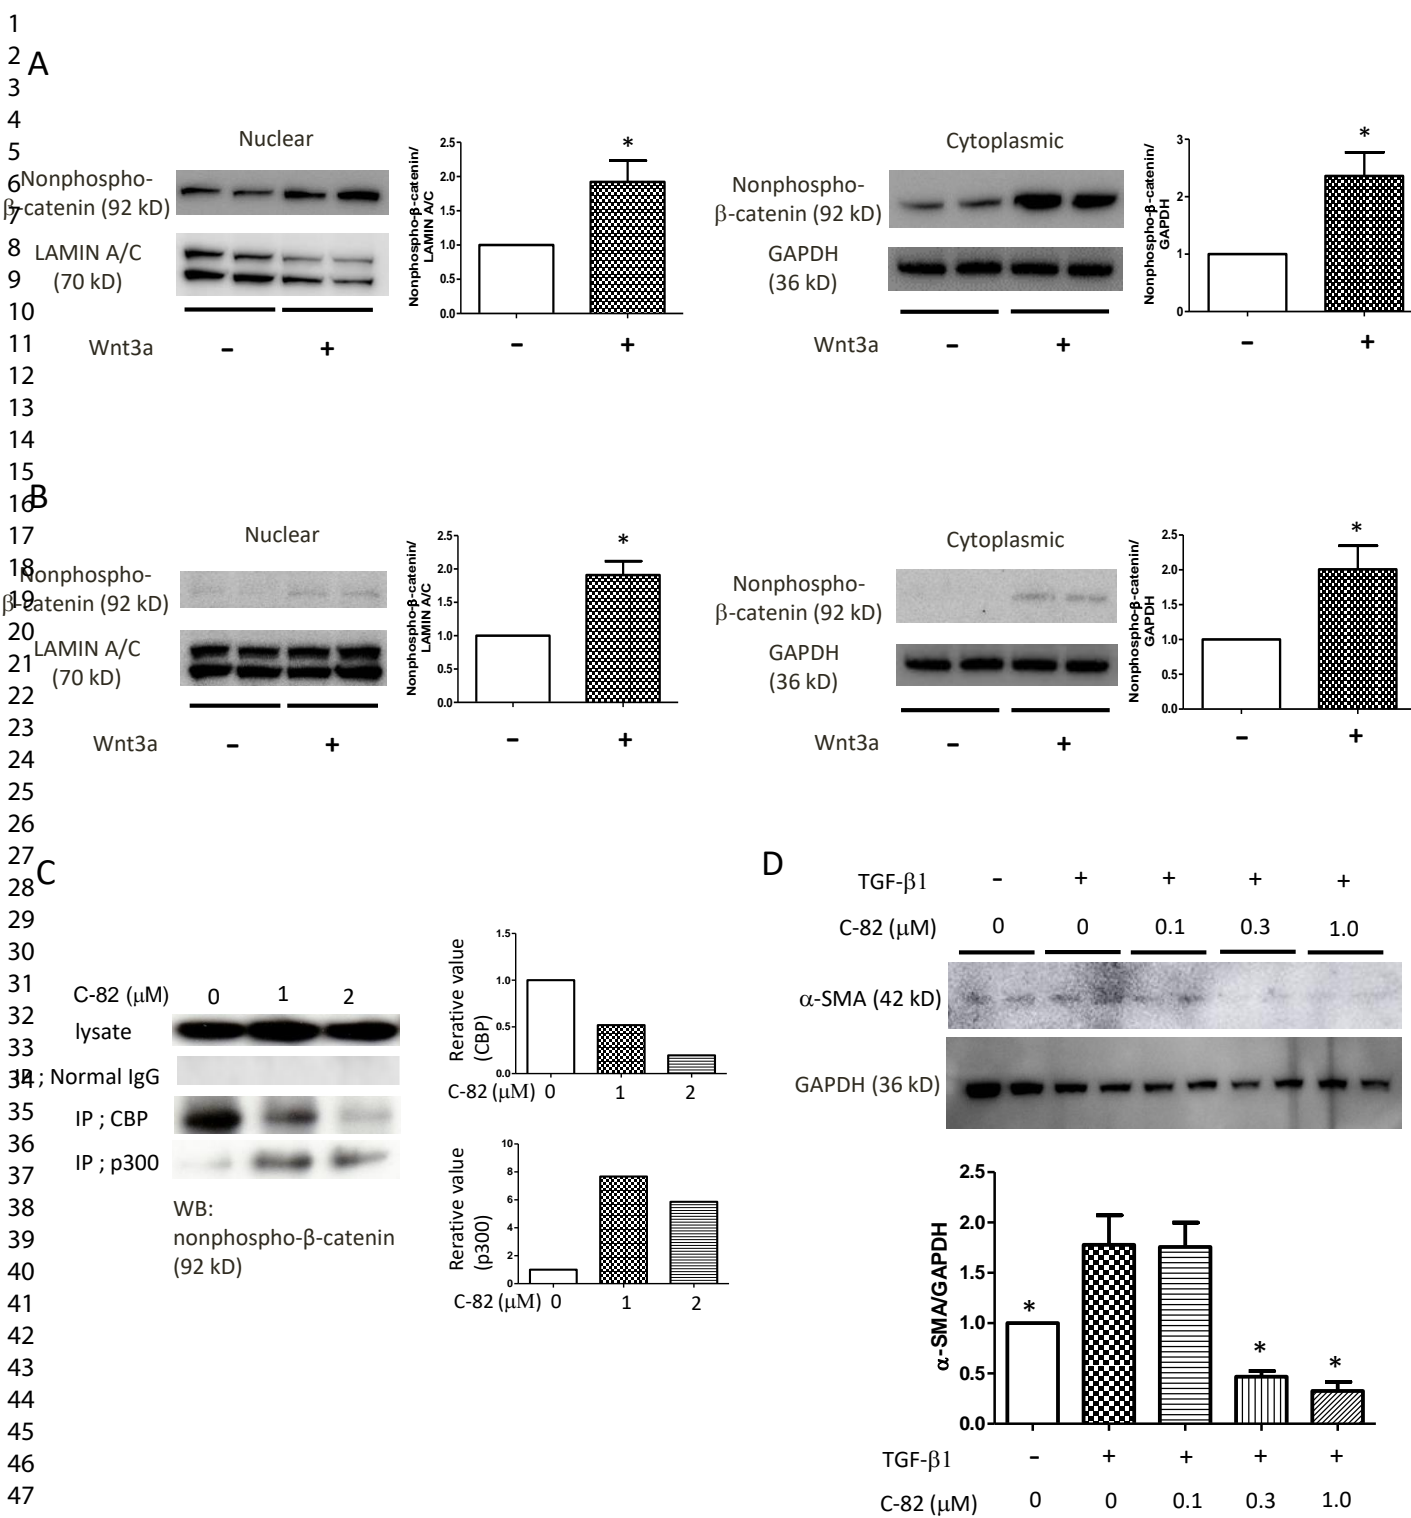 1
2
3
4
5
6
7
8
9
10
11
12
13
14
15
16
17
18
19
20
21
22
23
24
25
26
27
28
29
30
31
32
33
34
35
36
37
38
39
40
41
42
43
44
45
46
47
A
Nuclear
Nonphospho-
β-catenin (92 kD)
LAMIN A/C
(70 kD)
Wnt3a
-
+
Nonphospho-β-catenin/
LAMIN A/C
2.5
2.0
1.5
1.0
0.5
0.0
*
-
+
Cytoplasmic
Nonphospho-
β-catenin (92 kD)
GAPDH
(36 kD)
Wnt3a
-
+
Nonphospho-β-catenin/
GAPDH
3
2
1
0
*
-
+
B
Nuclear
Nonphospho-
β-catenin (92 kD)
LAMIN A/C
(70 kD)
Wnt3a
-
+
Nonphospho-β-catenin/
LAMIN A/C
2.5
2.0
1.5
1.0
0.5
0.0
*
-
+
Cytoplasmic
Nonphospho-
β-catenin (92 kD)
GAPDH
(36 kD)
Wnt3a
-
+
Nonphospho-β-catenin/
GAPDH
2.5
2.0
1.5
1.0
0.5
0.0
*
-
+
C
C-82 (μM) 0 1 2
lysate
IP ; Normal IgG
IP ; CBP
IP ; p300
WB:
nonphospho-β-catenin
(92 kD)
Rerative value
(CBP)
1.5
1.0
0.5
0.0
C-82 (μM) 0 1 2
Rerative value
(p300)
10
8
6
4
2
0
C-82 (μM) 0 1 2
D
TGF-β1 - + + + +
C-82 (μM) 0 0 0.1 0.3 1.0
α-SMA (42 kD)
GAPDH (36 kD)
α-SMA/GAPDH
2.5
2.0
1.5
1.0
0.5
0.0
* * *
TGF-β1 - + + + +
C-82 (μM) 0 0 0.1 0.3 1.0